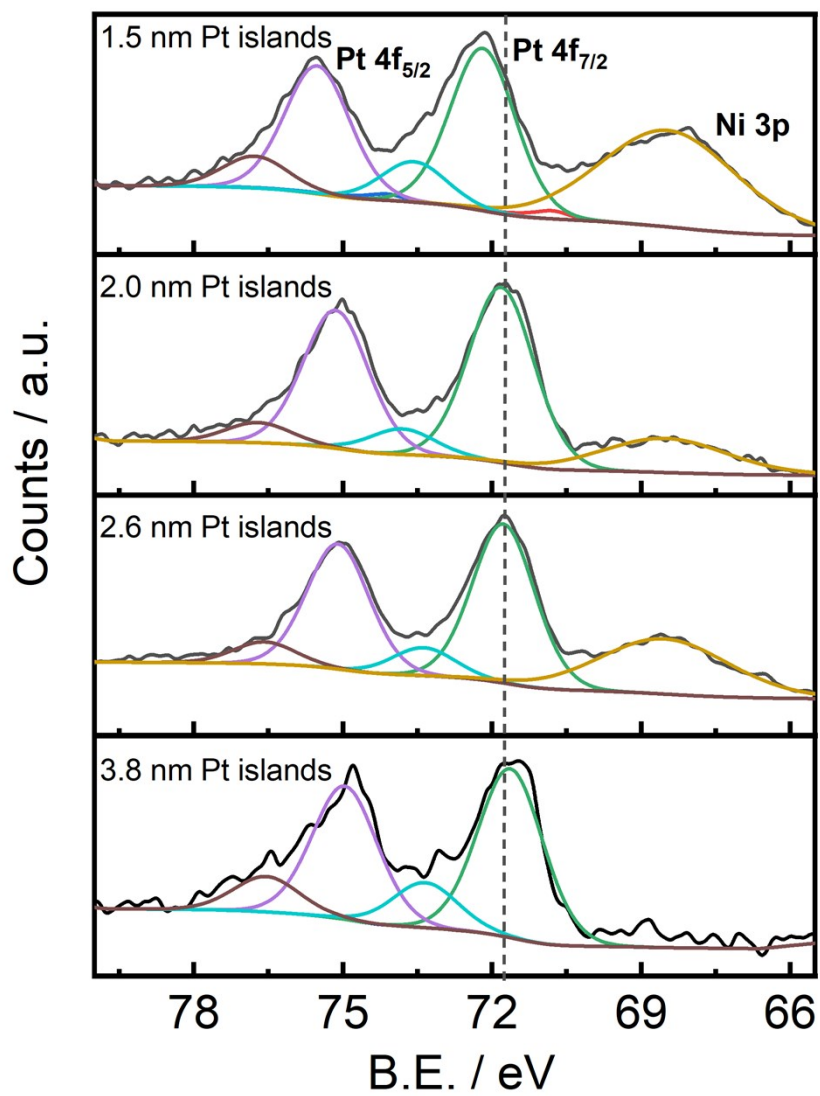 1.5 nm Pt islands
Pt 4f5/2
Pt 4f7/2
Ni 3p
2.0 nm Pt islands
2.6 nm Pt islands
3.8 nm Pt islands
Counts / a.u.
78 75 72 69 66
B.E. / eV